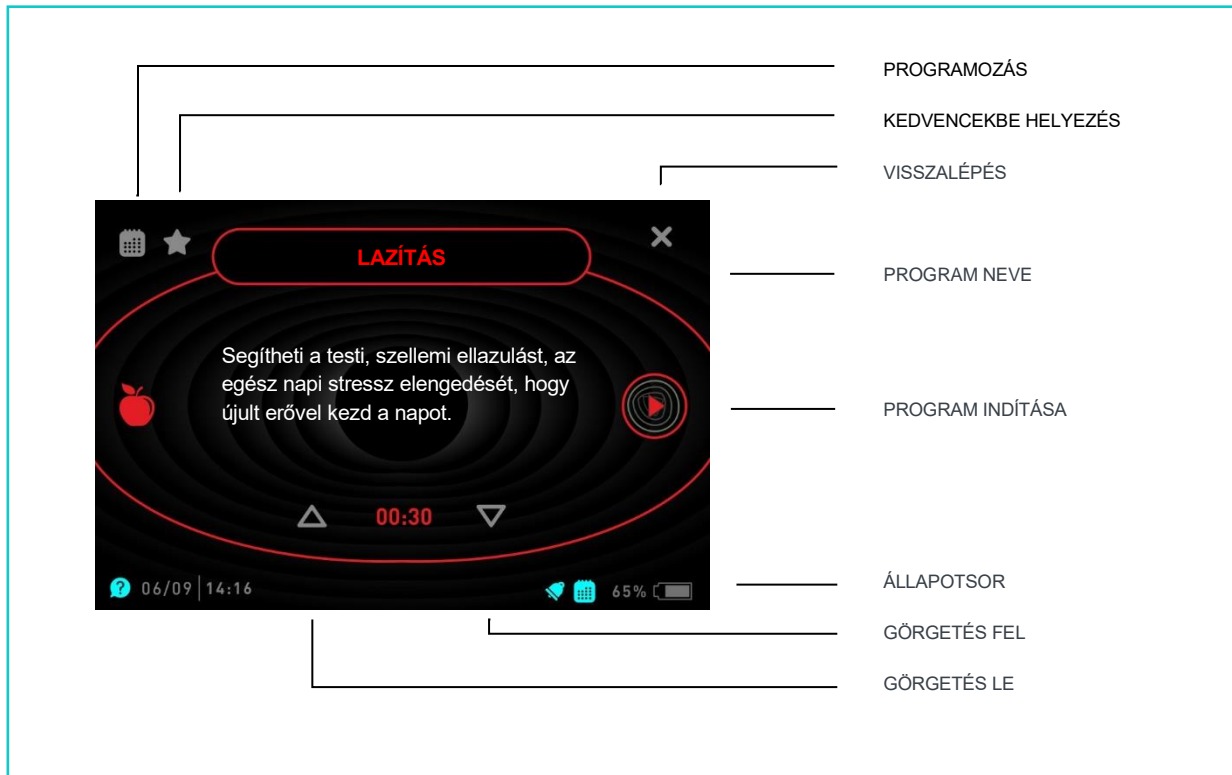 PROGRAMOZÁS
KEDVENCEKBE HELYEZÉS
VISSZALÉPÉS
LAZÍTÁS
PROGRAM NEVE
Segítheti a testi, szellemi ellazulást, az
egész napi stressz elengedését, hogy
újult erővel kezd a napot.
PROGRAM INDÍTÁSA
00:30
? 06/09 | 14:16
65%
ÁLLAPOTSOR
GÖRGETÉS FEL
GÖRGETÉS LE